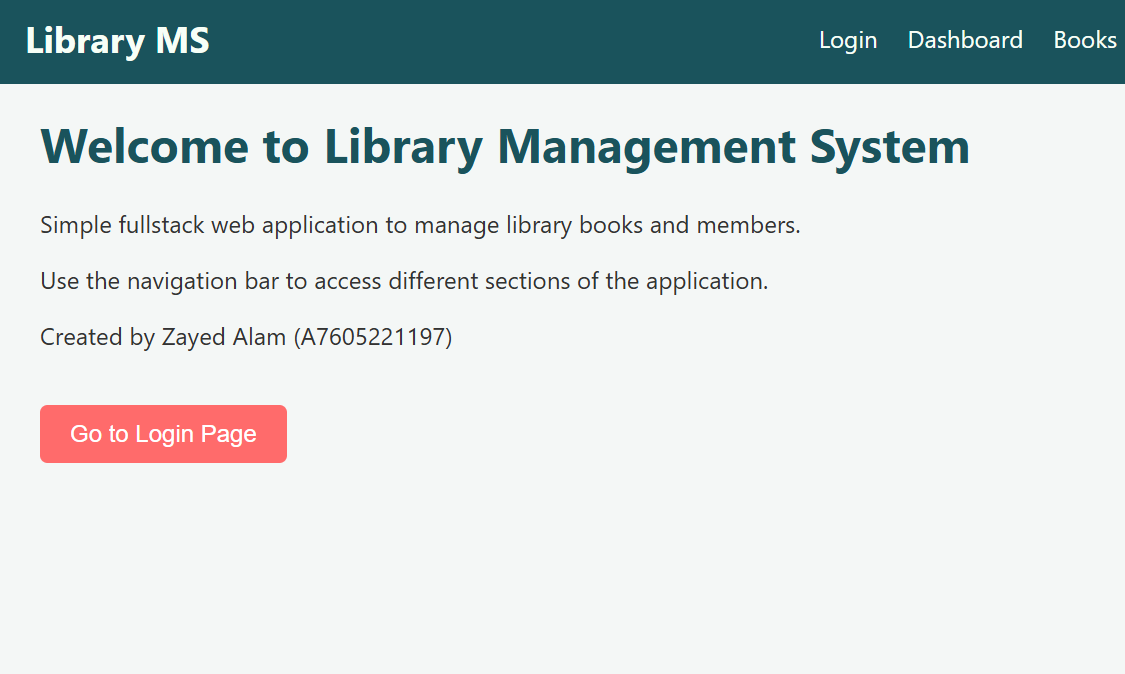 Library MS
Login Dashboard Books
Welcome to Library Management System
Simple fullstack web application to manage library books and members.
Use the navigation bar to access different sections of the application.
Created by Zayed Alam (A7605221197)
Go to Login Page